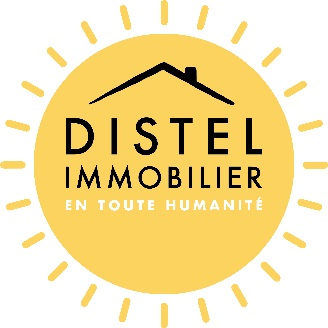 DISTEL
IMMOBILIER
EN TOUTE HUMANITÉ